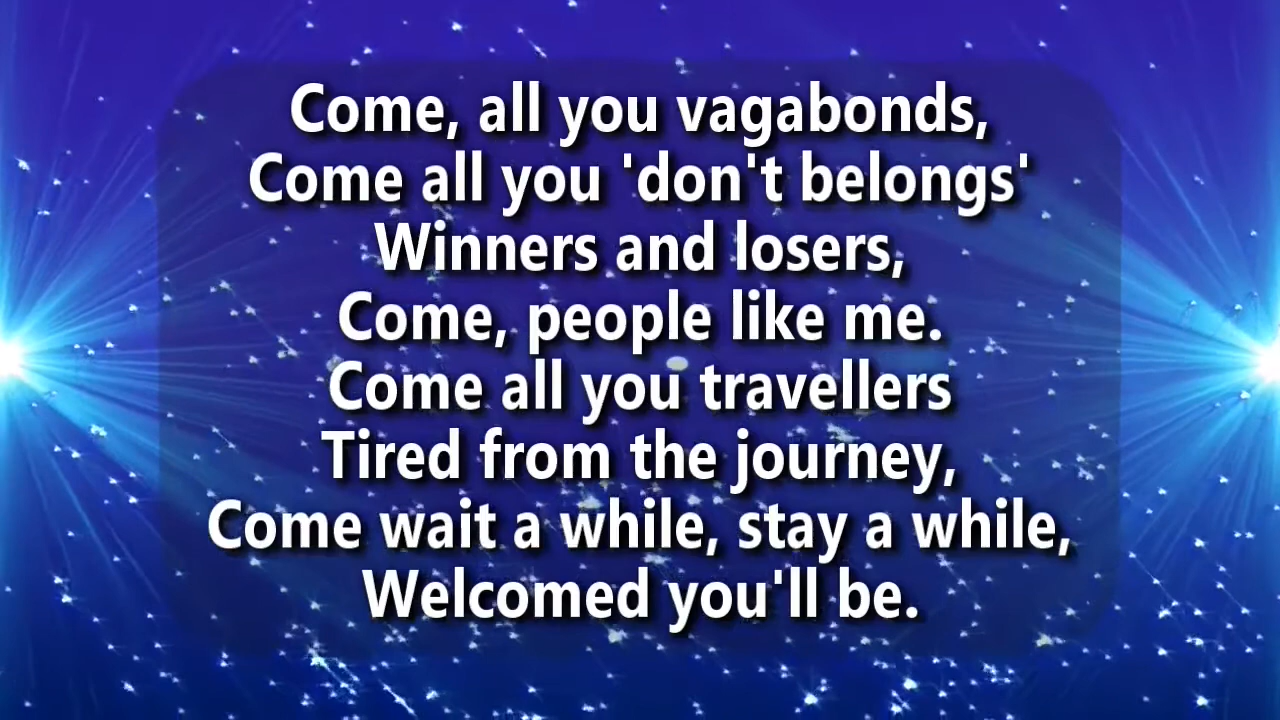 Come, all you vagabonds,
Come all you 'don't belongs'
Winners and losers,
Come, people like me.
Come all you travellers
Tired from the journey,
Come wait a while, stay a while,
Welcomed you'll be.